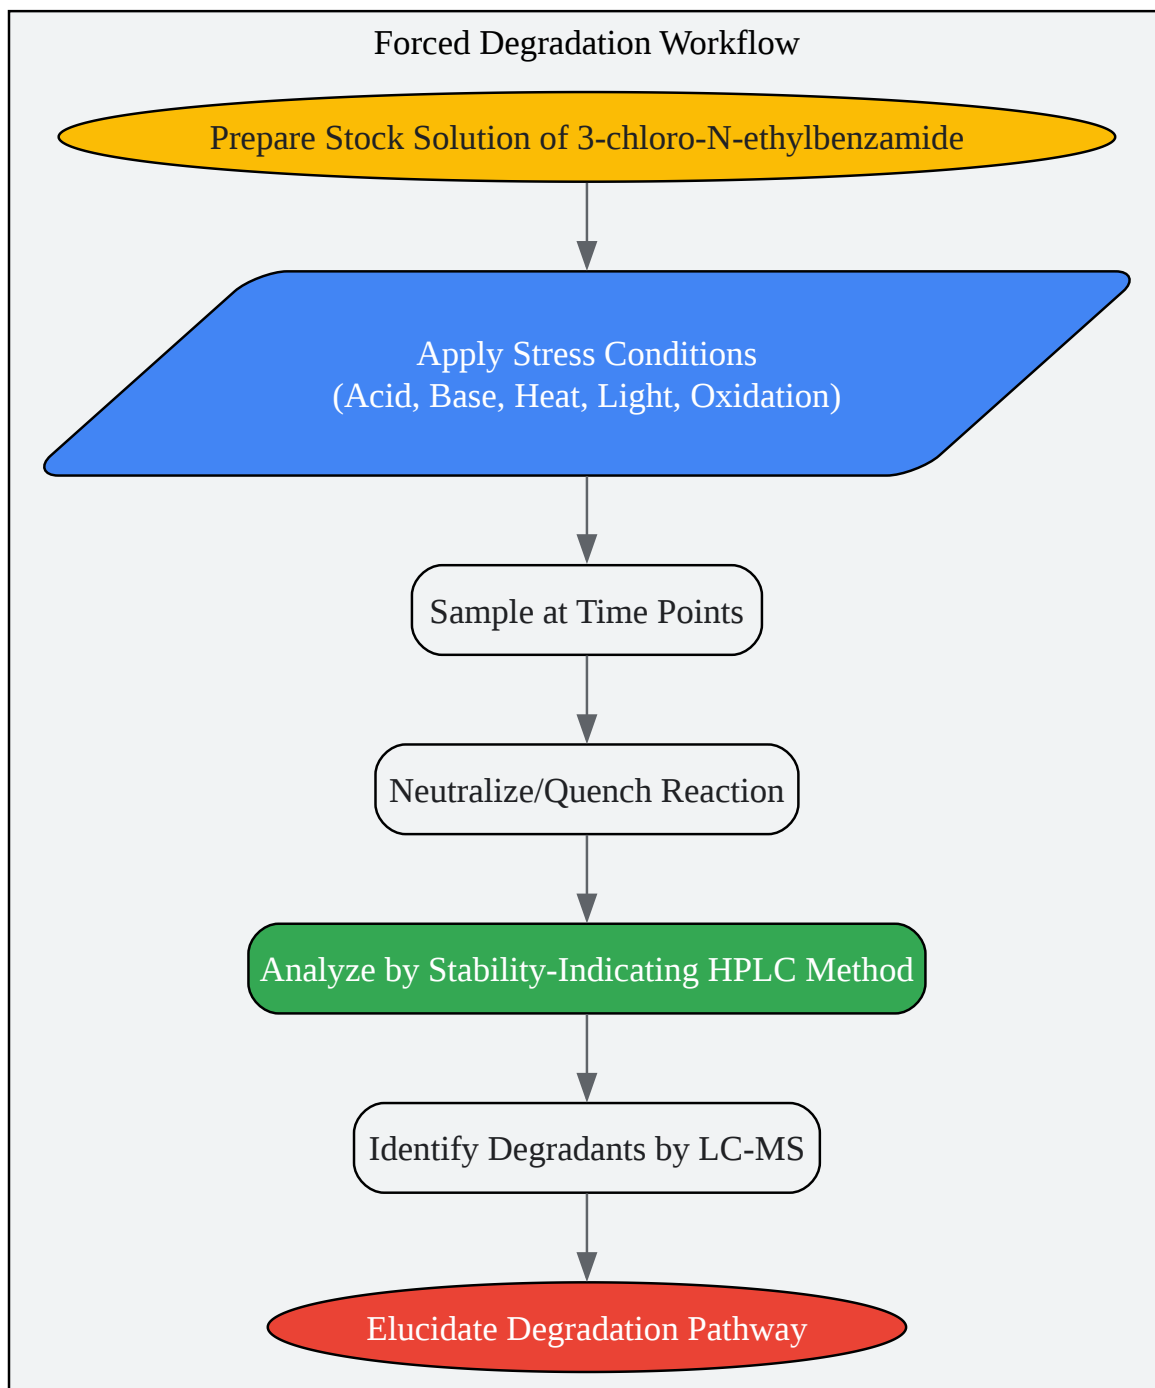 Forced Degradation Workflow
Prepare Stock Solution of 3-chloro-N-ethylbenzamide
Apply Stress Conditions
(Acid, Base, Heat, Light, Oxidation)
Sample at Time Points
Neutralize/Quench Reaction
Analyze by Stability-Indicating HPLC Method
Identify Degradants by LC-MS
Elucidate Degradation Pathway